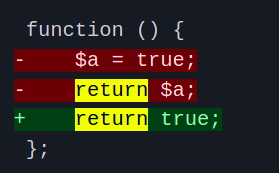 function () {
-    $a = true;
-    return $a;
+    return true;
};